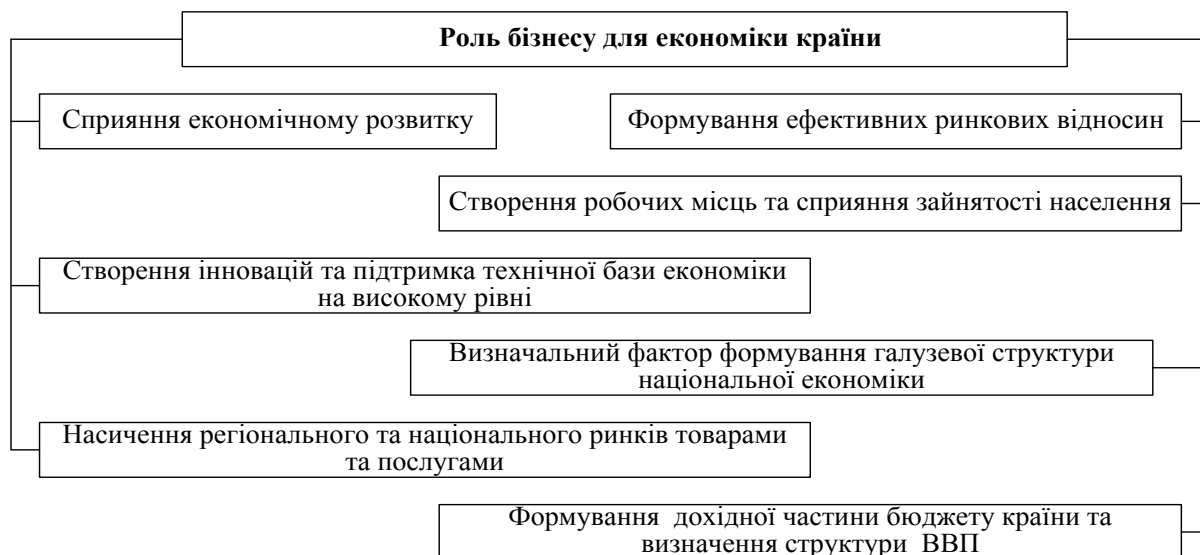 Роль бізнесу для економіки країни
Сприяння економічному розвитку
Формування ефективних ринкових відносин
Створення робочих місць та сприяння зайнятості населення
Створення інновацій та підтримка технічної бази економіки
на високому рівні
Визначальний фактор формування галузевої структури
національної економіки
Насичення регіонального та національного ринків товарами
та послугами
Формування дохідної частини бюджету країни та
визначення структури ВВП